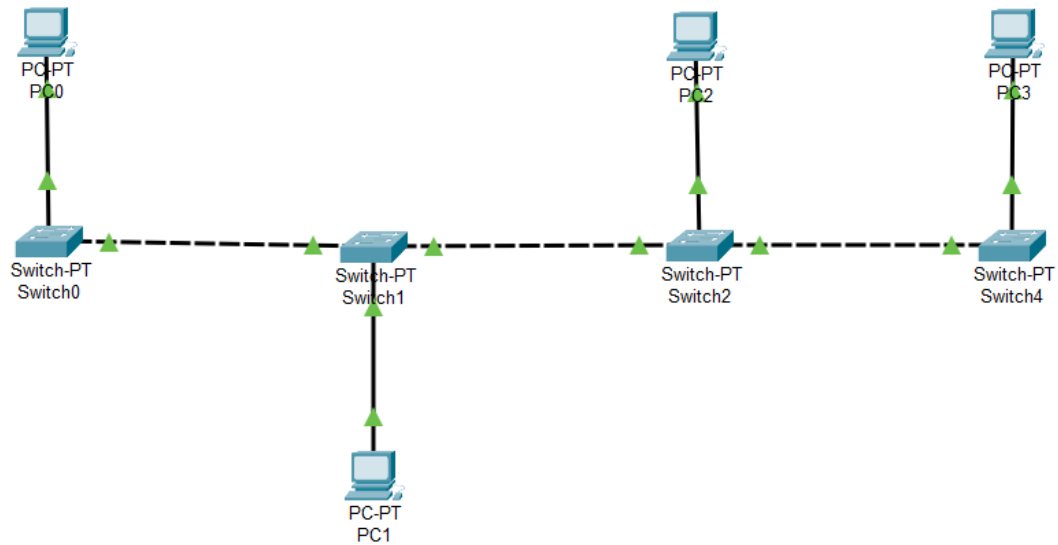 PC-PT
PC0
PC-PT
PC2
PC-PT
PC3
Switch-PT
Switch0
Switch-PT
Switch1
Switch-PT
Switch2
Switch-PT
Switch4
PC-PT
PC1